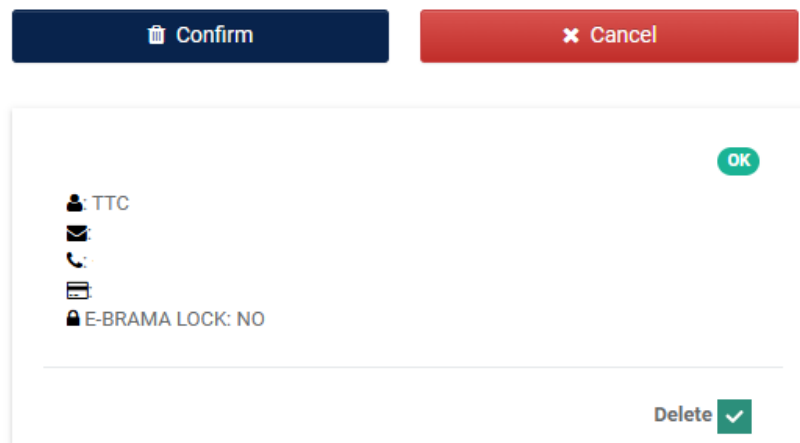 Confirm
Cancel
OK
: TTC
:
:
:
E-BRAMA LOCK: NO
Delete